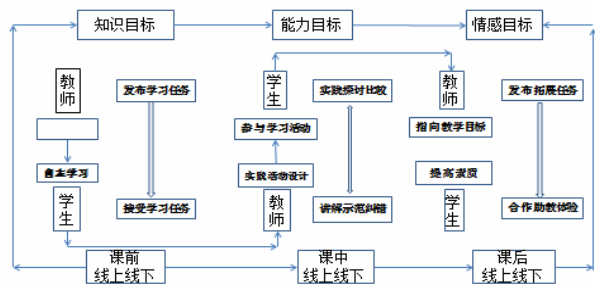 知识目标
能力目标
情感目标
教师
发布学习任务
学生
实践探讨比较
教师
发布拓展任务
参与学习活动
指向教学目标
自主学习
实践活动设计
提高素质
学生
接受学习任务
教师
讲解示范纠错
学生
合作助教体验
课前
线上线下
课中
线上线下
课后
线上线下